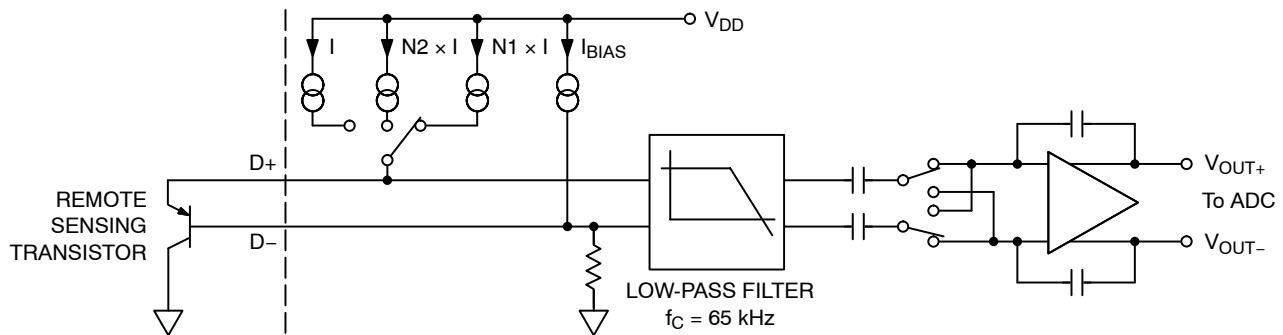 V_DD
I
N2 × I
N1 × I
I_BIAS
D+
REMOTE
SENSING
TRANSISTOR
D−
LOW-PASS FILTER
f_C = 65 kHz
V_OUT+
To ADC
V_OUT−